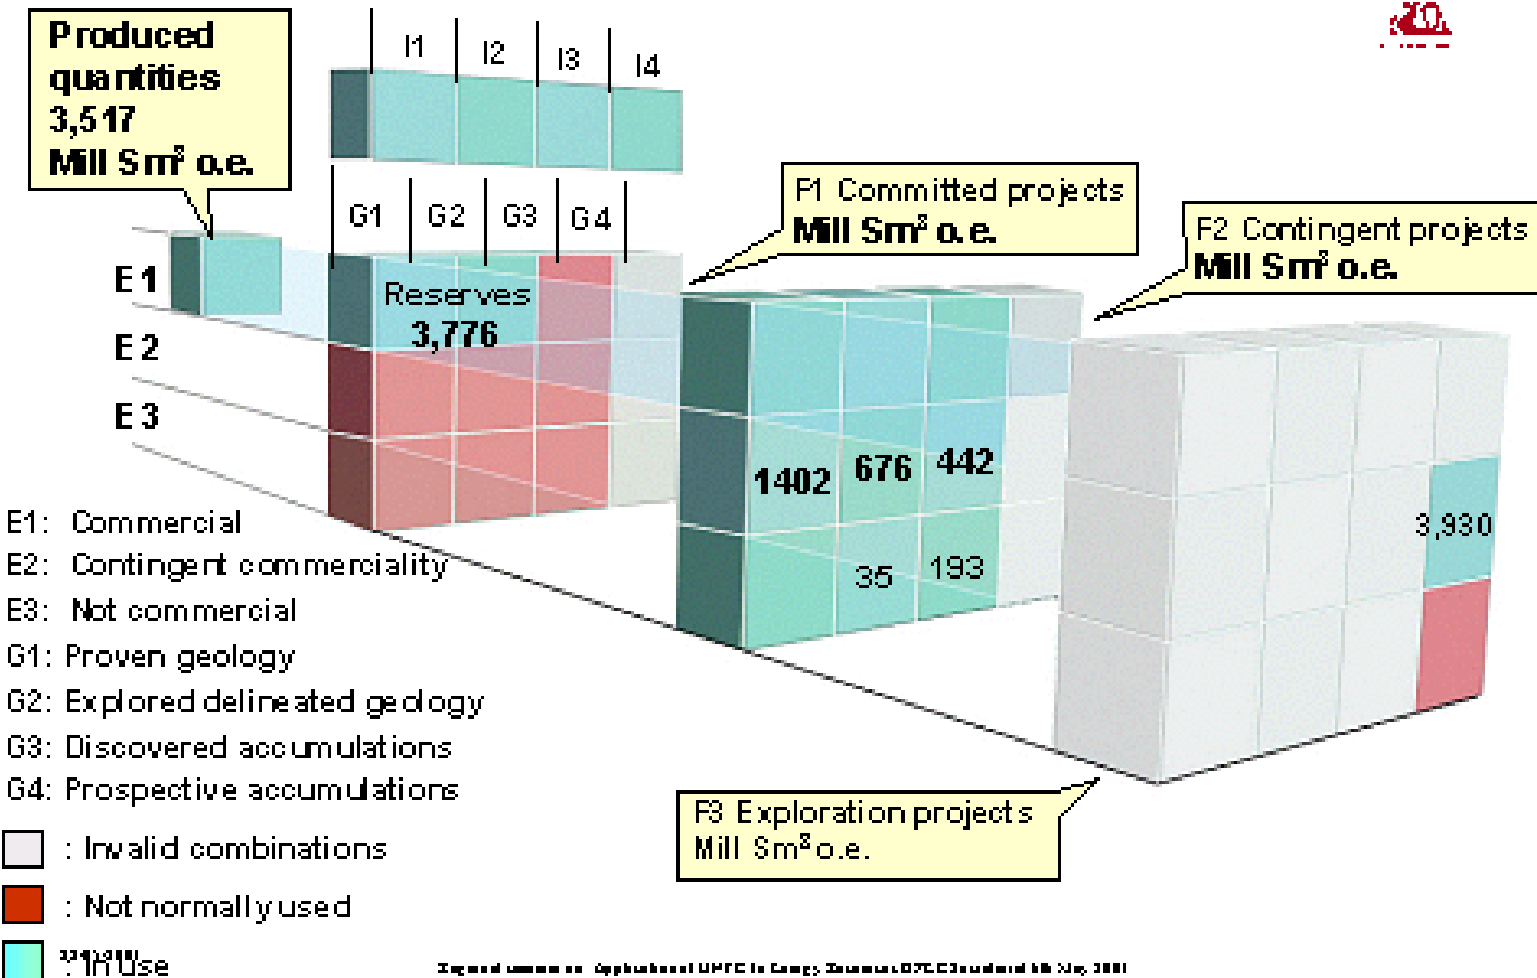 Produced
quantities
3,517
Mill Sm³ o.e.
I1 I2 I3 I4
G1 G2 G3 G4
F1 Committed projects
Mill Sm³ o.e.
F2 Contingent projects
Mill Sm³ o.e.
E1
E2
E3
Reserves
3,776
1402 676 442
35 193
3,930
E1: Commercial
E2: Contingent commerciality
E3: Not commercial
G1: Proven geology
G2: Explored delineated geology
G3: Discovered accumulations
G4: Prospective accumulations
F3 Exploration projects
Mill Sm³ o.e.
: Invalid combinations
: Not normally used
: In use